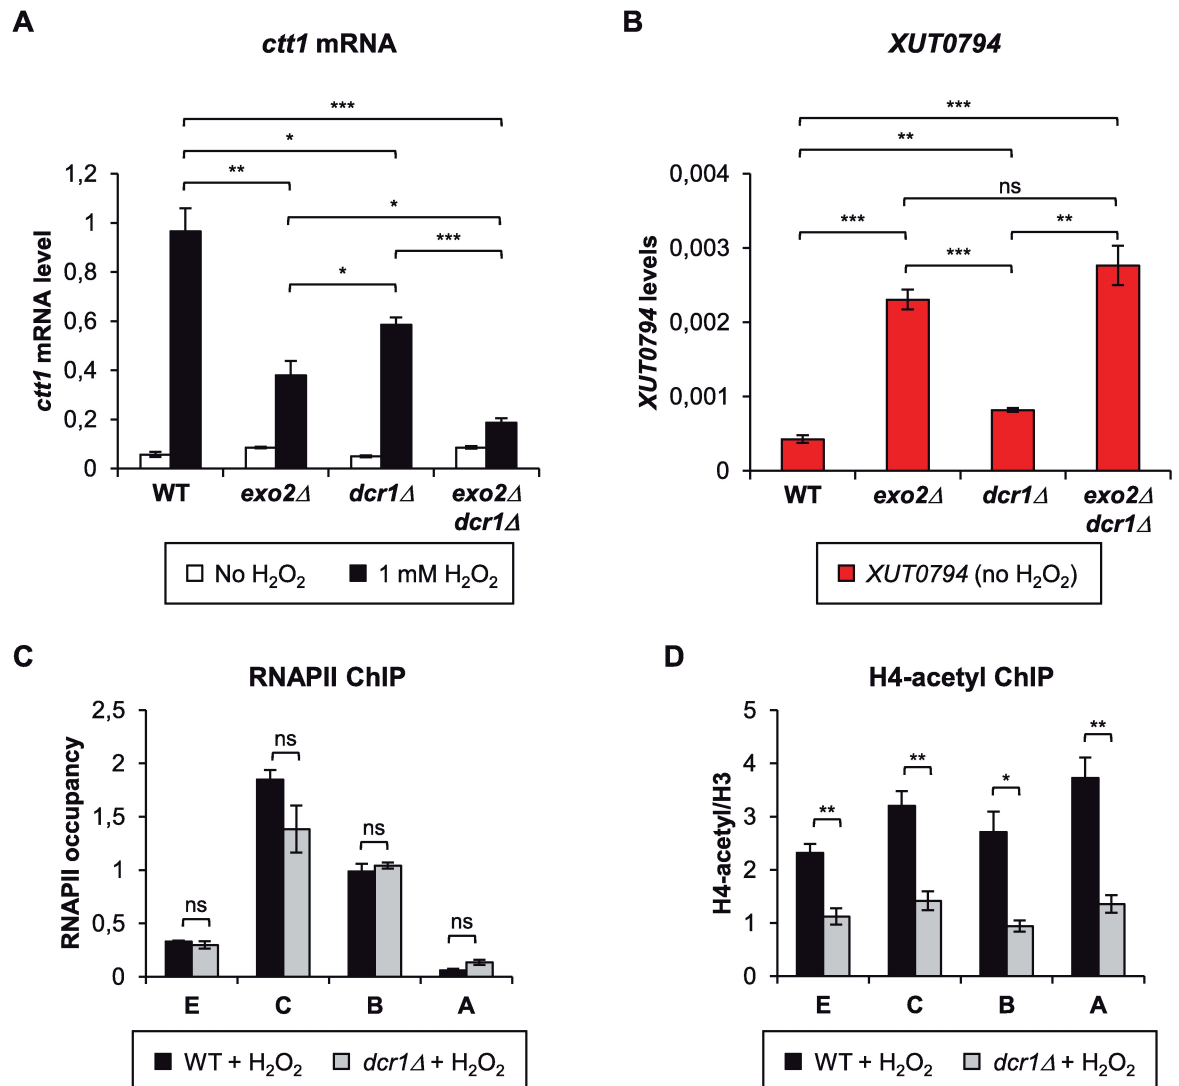 A
ctt1 mRNA
***
*
**
*
***
*
1,2
1
0,8
0,6
0,4
0,2
0
ctt1 mRNA level
WT
exo2Δ
dcr1Δ
exo2Δ
dcr1Δ
No H₂O₂
1 mM H₂O₂
B
XUT0794
***
**
ns
***
**
***
0,004
0,003
0,002
0,001
0
XUT0794 levels
WT
exo2Δ
dcr1Δ
exo2Δ
dcr1Δ
XUT0794 (no H₂O₂)
C
RNAPII ChIP
2,5
2
1,5
1
0,5
0
RNAPII occupancy
ns
ns
ns
ns
E
C
B
A
WT + H₂O₂
dcr1Δ + H₂O₂
D
H4-acetyl ChIP
5
4
3
2
1
0
H4-acetyl/H3
**
**
*
**
E
C
B
A
WT + H₂O₂
dcr1Δ + H₂O₂